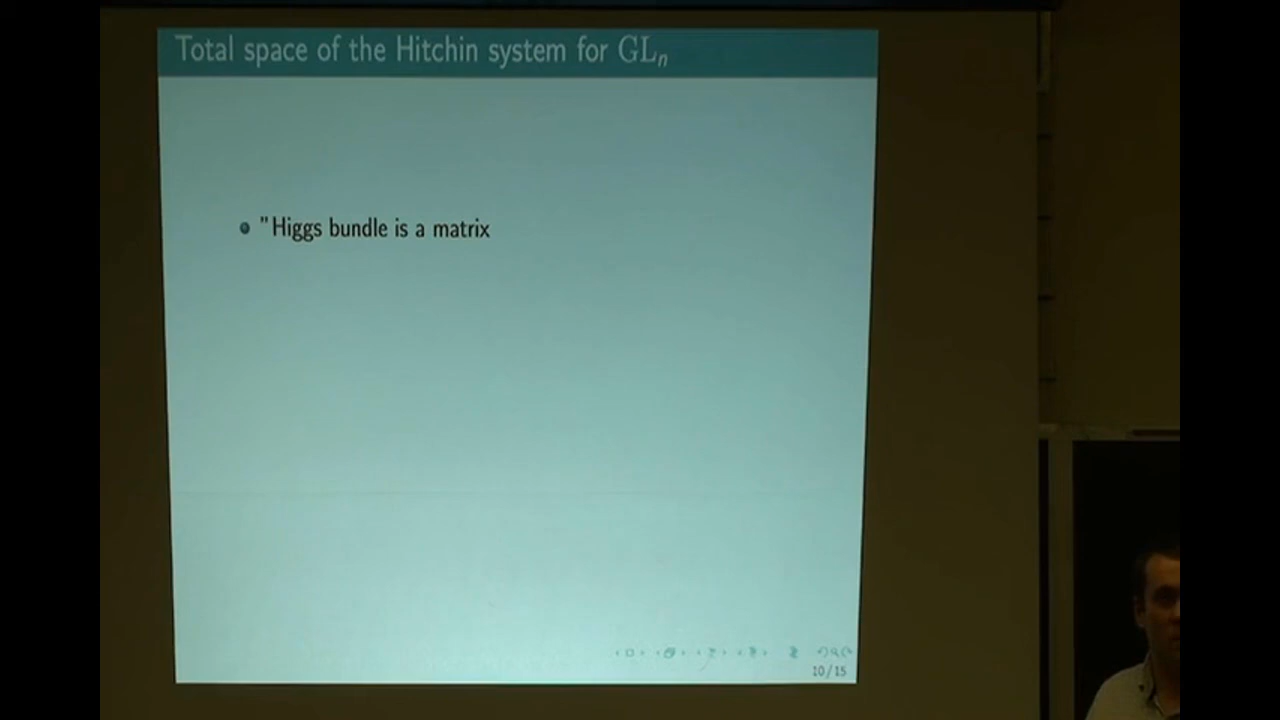 Total space of the Hitchin system for GLn
"Higgs bundle is a matrix
10/15